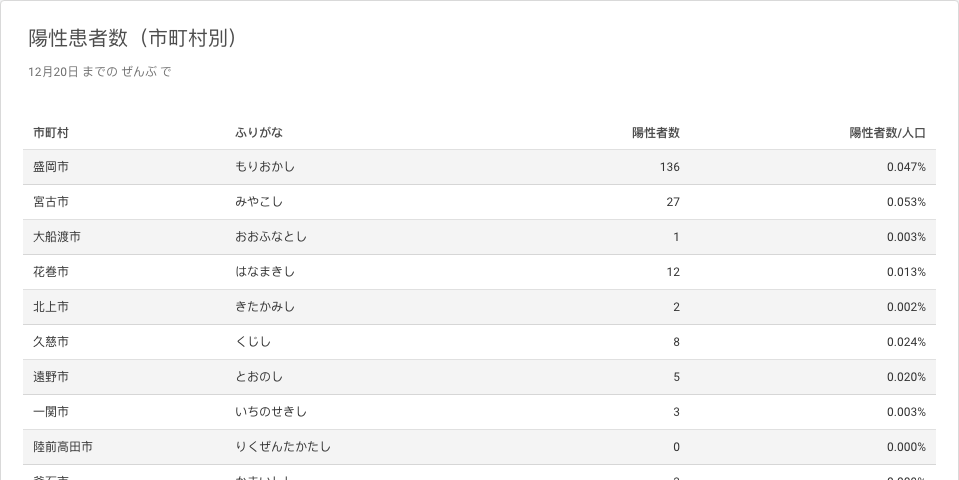 陽性患者数（市町村別）
12月20日 までの ぜんぶ で
市町村 ふりがな 陽性者数 陽性者数/人口
盛岡市 もりおかし 136 0.047%
宮古市 みやこし 27 0.053%
大船渡市 おおふなとし 1 0.003%
花巻市 はなまきし 12 0.013%
北上市 きたかみし 2 0.002%
久慈市 くじし 8 0.024%
遠野市 とおのし 5 0.020%
一関市 いちのせきし 3 0.003%
陸前高田市 りくぜんたかたし 0 0.000%